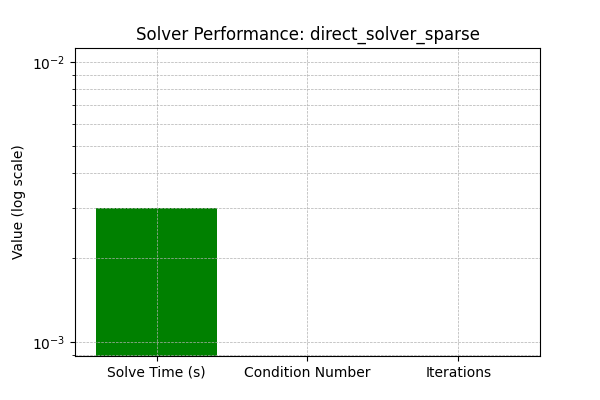 Solver Performance: direct_solver_sparse
Value (log scale)
10⁻²
10⁻³
Solve Time (s)
Condition Number
Iterations